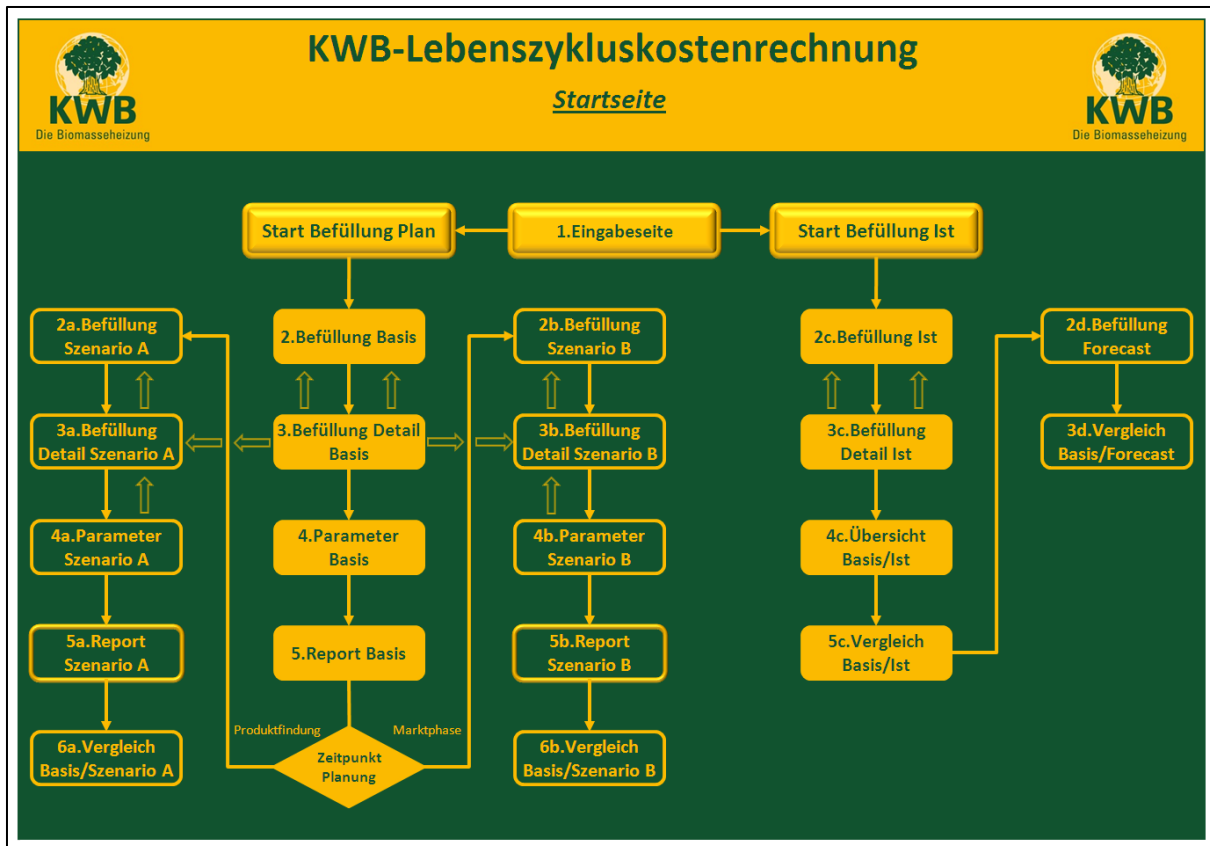 KWB-Lebenszykluskostenrechnung
Startseite
KWB
Die Biomasseheizung
KWB
Die Biomasseheizung
Start Befüllung Plan
1.Eingabeseite
Start Befüllung Ist
2a.Befüllung
Szenario A
2.Befüllung Basis
2b.Befüllung
Szenario B
2c.Befüllung Ist
2d.Befüllung
Forecast
3a.Befüllung
Detail Szenario A
3.Befüllung Detail
Basis
3b.Befüllung
Detail Szenario B
3c.Befüllung
Detail Ist
3d.Vergleich
Basis/Forecast
4a.Parameter
Szenario A
4.Parameter
Basis
4b.Parameter
Szenario B
4c.Übersicht
Basis/Ist
5a.Report
Szenario A
5.Report Basis
5b.Report
Szenario B
5c.Vergleich
Basis/Ist
Produktfindung
Marktphase
6a.Vergleich
Basis/Szenario A
Zeitpunkt
Planung
6b.Vergleich
Basis/Szenario B